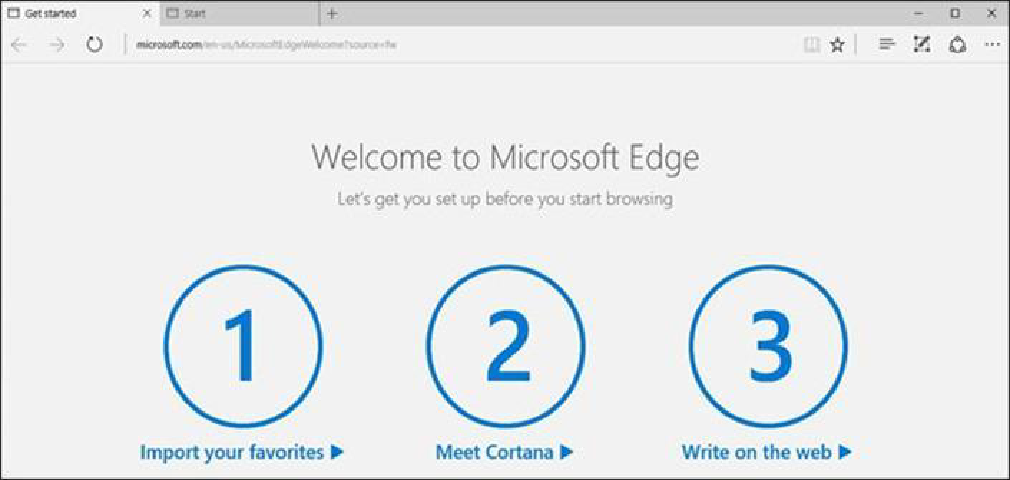 Get started
Start
microsoft.com/en-us/MicrosoftEdgeWelcome?source=fw
Welcome to Microsoft Edge
Let's get you set up before you start browsing
1
2
3
Import your favorites
Meet Cortana
Write on the web